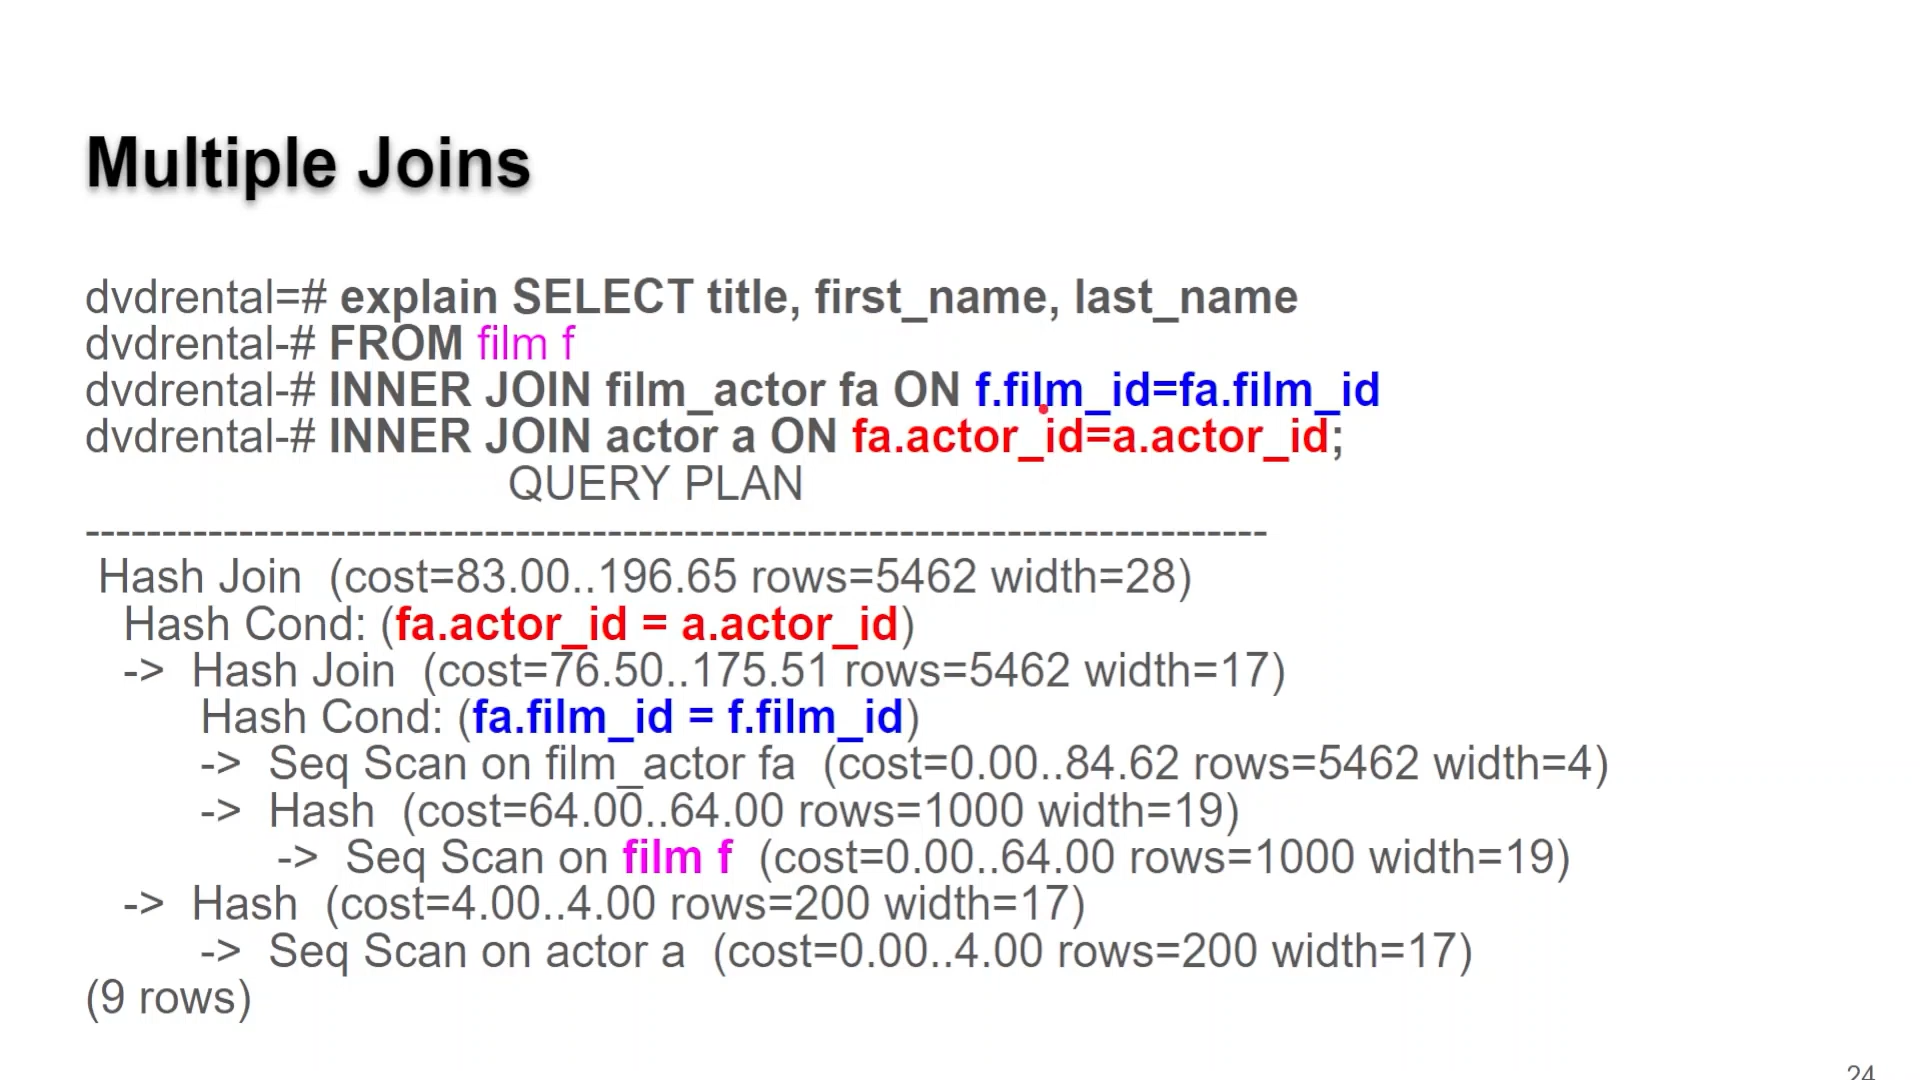 Multiple Joins
dvdrental=# explain SELECT title, first_name, last_name
dvdrental-# FROM film f
dvdrental-# INNER JOIN film_actor fa ON f.film_id=fa.film_id
dvdrental-# INNER JOIN actor a ON fa.actor_id=a.actor_id;
QUERY PLAN
-----------------------------------------------------------------------------
Hash Join  (cost=83.00..196.65 rows=5462 width=28)
Hash Cond: (fa.actor_id = a.actor_id)
->  Hash Join  (cost=76.50..175.51 rows=5462 width=17)
Hash Cond: (fa.film_id = f.film_id)
->  Seq Scan on film_actor fa  (cost=0.00..84.62 rows=5462 width=4)
->  Hash  (cost=64.00..64.00 rows=1000 width=19)
->  Seq Scan on film f  (cost=0.00..64.00 rows=1000 width=19)
->  Hash  (cost=4.00..4.00 rows=200 width=17)
->  Seq Scan on actor a  (cost=0.00..4.00 rows=200 width=17)
(9 rows)
24